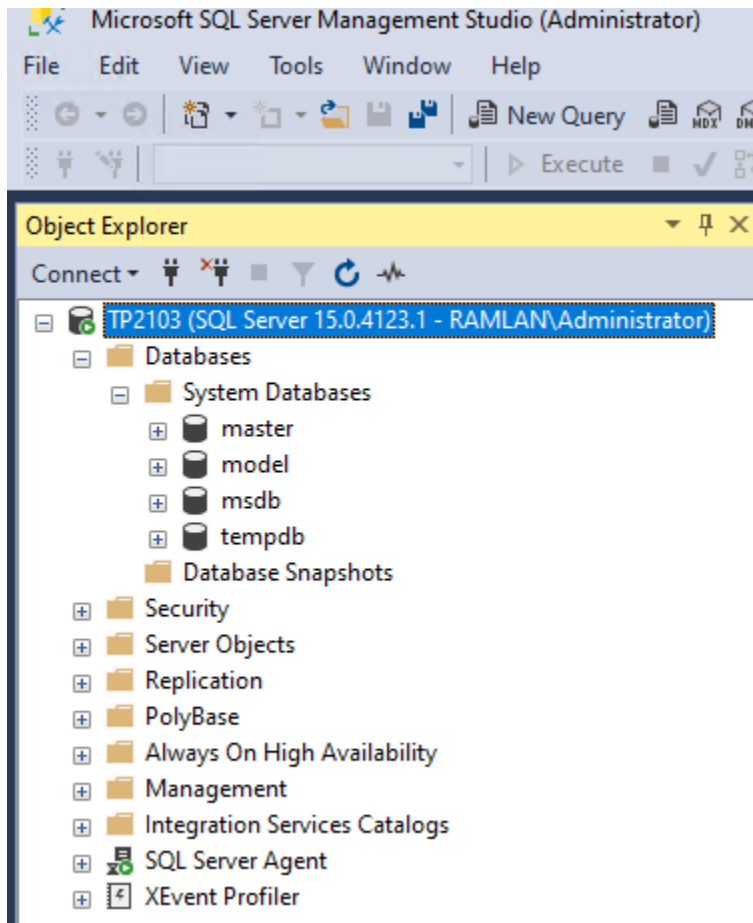 Microsoft SQL Server Management Studio (Administrator)
File Edit View Tools Window Help
New Query
Execute
Object Explorer
Connect
TP2103 (SQL Server 15.0.4123.1 - RAMLAN\Administrator)
Databases
System Databases
master
model
msdb
tempdb
Database Snapshots
Security
Server Objects
Replication
PolyBase
Always On High Availability
Management
Integration Services Catalogs
SQL Server Agent
XEvent Profiler